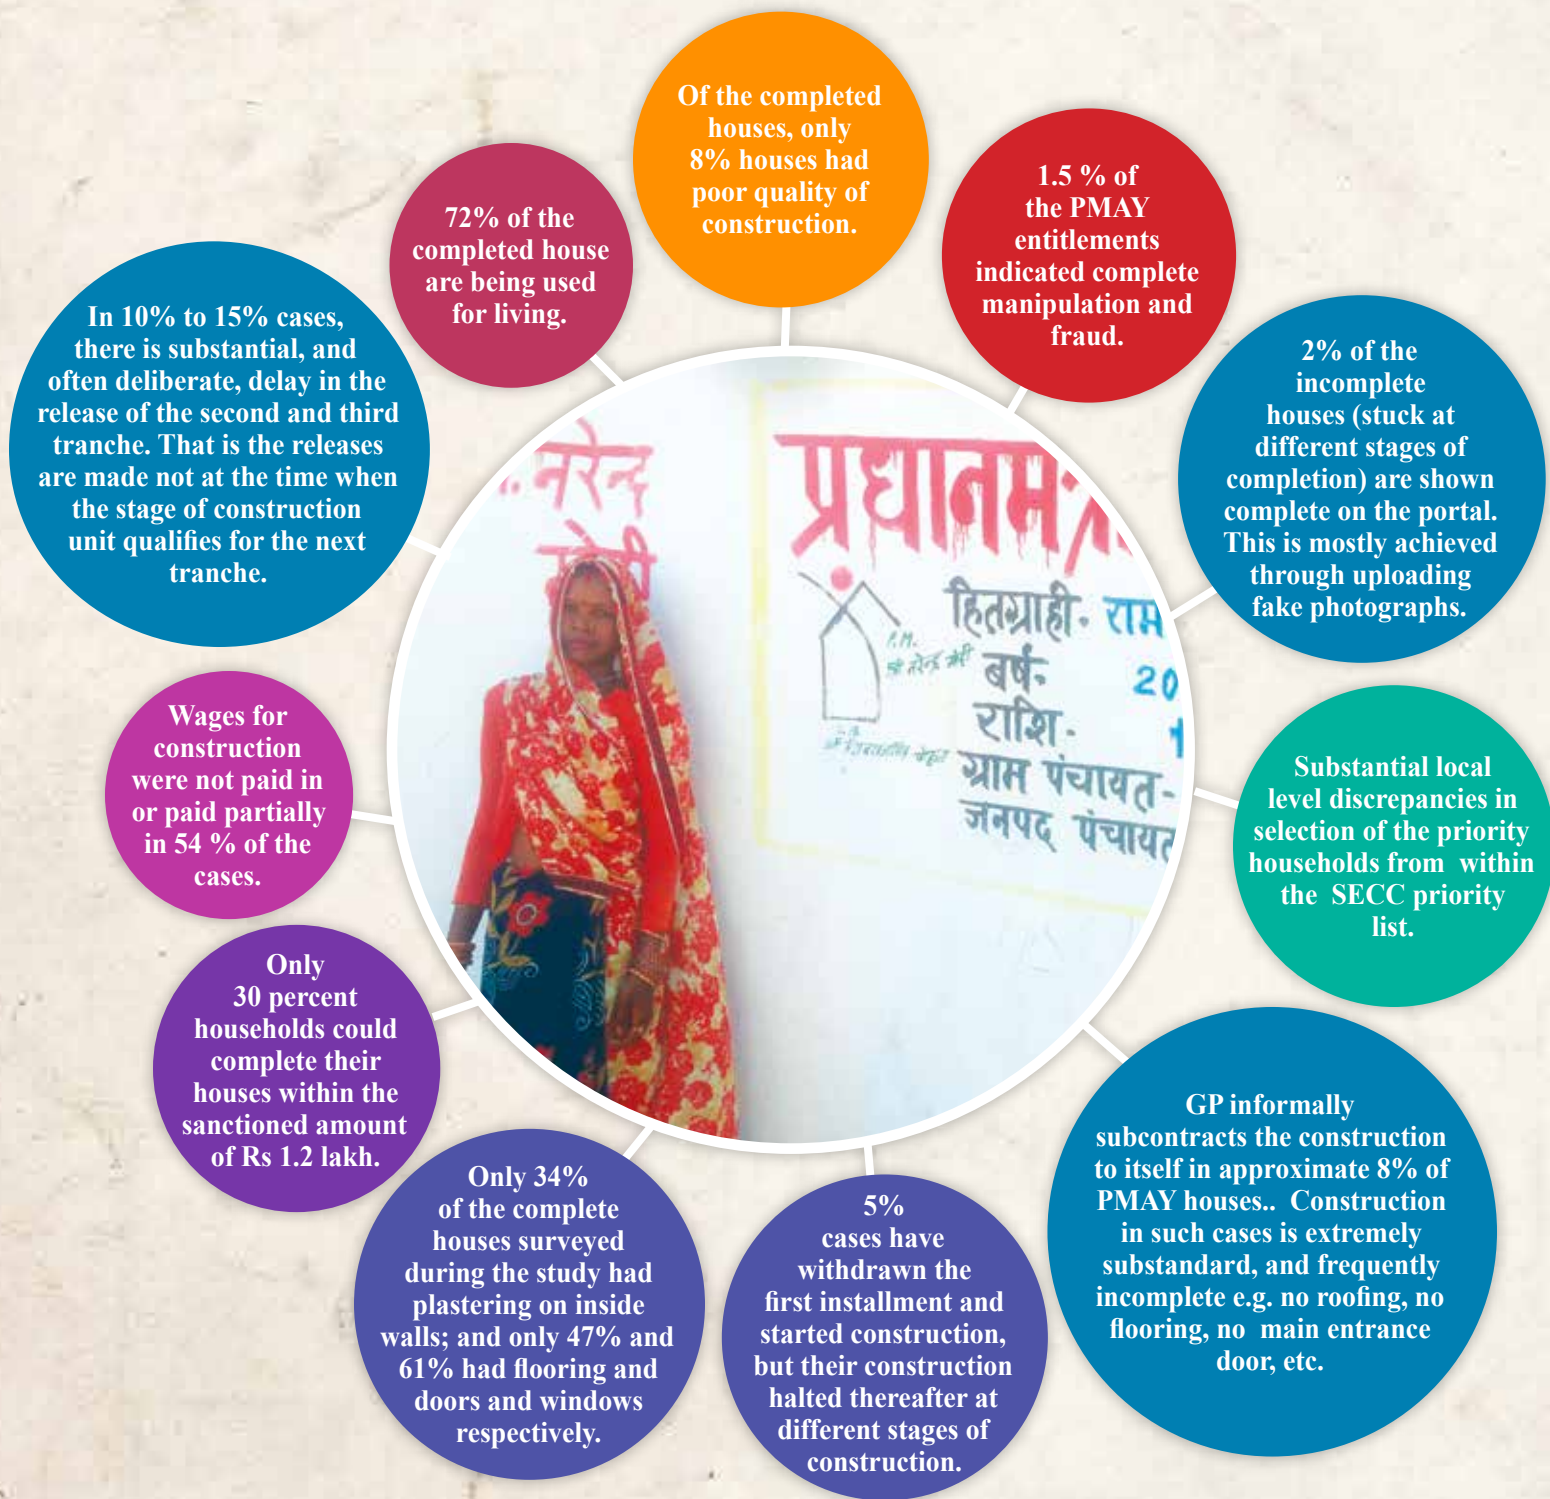 Of the completed
houses, only
8% houses had
poor quality of
construction.
1.5 % of
the PMAY
entitlements
indicated complete
manipulation and
fraud.
2% of the
incomplete
houses (stuck at
different stages of
completion) are shown
complete on the portal.
This is mostly achieved
through uploading
fake photographs.
Substantial local
level discrepancies in
selection of the priority
households from within
the SECC priority
list.
GP informally
subcontracts the construction
to itself in approximate 8% of
PMAY houses.. Construction
in such cases is extremely
substandard, and frequently
incomplete e.g. no roofing, no
flooring, no main entrance
door, etc.
5%
cases have
withdrawn the
first installment and
started construction,
but their construction
halted thereafter at
different stages of
construction.
Only 34%
of the complete
houses surveyed
during the study had
plastering on inside
walls; and only 47% and
61% had flooring and
doors and windows
respectively.
Only
30 percent
households could
complete their
houses within the
sanctioned amount
of Rs 1.2 lakh.
Wages for
construction
were not paid in
or paid partially
in 54 % of the
cases.
In 10% to 15% cases,
there is substantial, and
often deliberate, delay in the
release of the second and third
tranche. That is the releases
are made not at the time when
the stage of construction
unit qualifies for the next
tranche.
72% of the
completed house
are being used
for living.
नरेन्द्र
प्रधानमंत्र
हितग्राही- राम
बर्ष- 20
राशि- 1
ग्राम पंचायत-
जनपद पंचायत